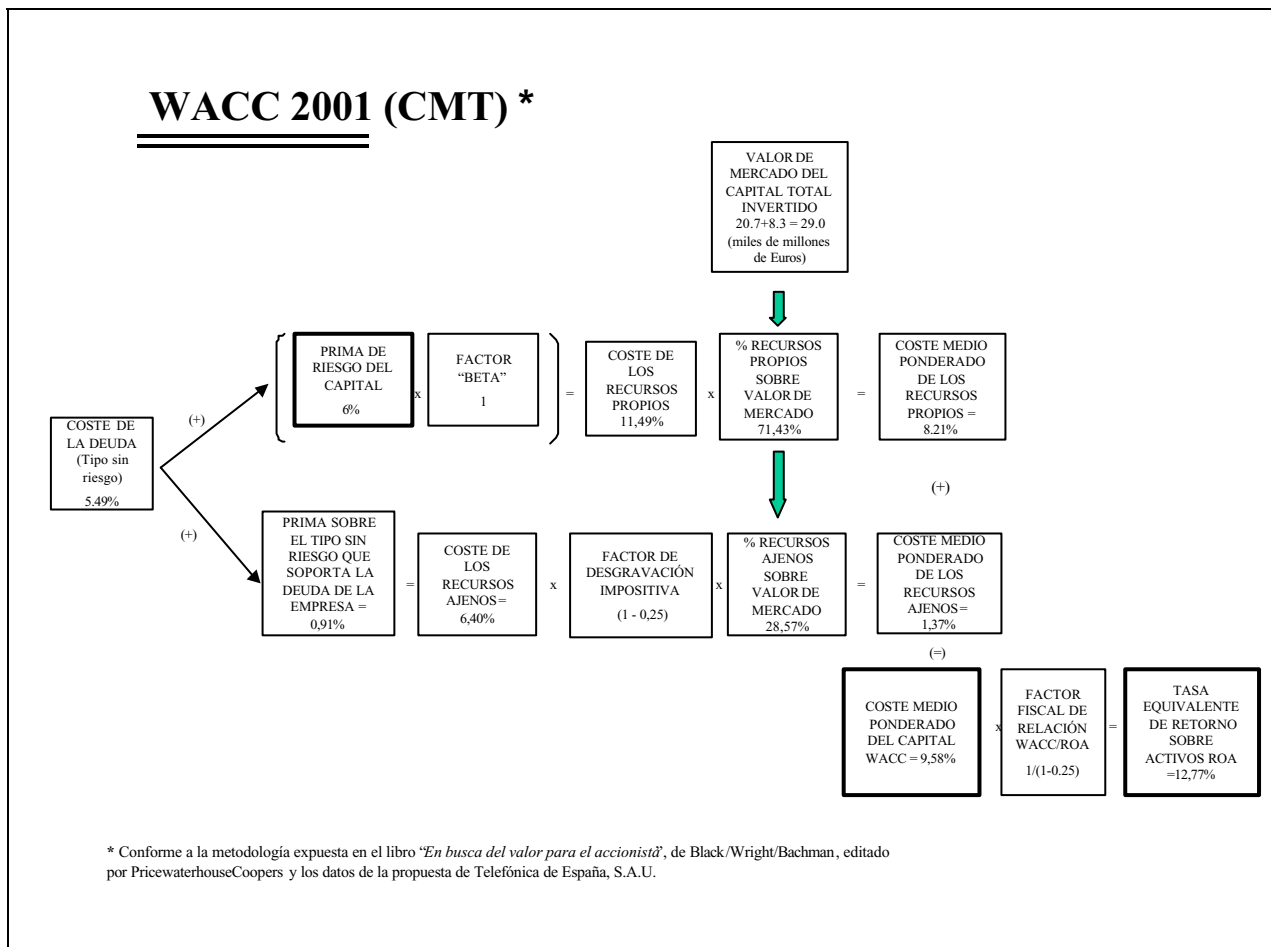 WACC 2001 (CMT) *
VALOR DE
MERCADO DEL
CAPITAL TOTAL
INVERTIDO
20.7+8.3 = 29.0
(miles de millones
de Euros)
COSTE DE
LA DEUDA
(Tipo sin
riesgo)
5.49%
(+)
PRIMA DE
RIESGO DEL
CAPITAL
6%
x
FACTOR
“BETA”
1
=
COSTE DE
LOS
RECURSOS
PROPIOS
11,49%
x
% RECURSOS
PROPIOS
SOBRE
VALOR DE
MERCADO
71,43%
=
COSTE MEDIO
PONDERADO
DE LOS
RECURSOS
PROPIOS =
8.21%
(+)
(+)
PRIMA SOBRE
EL TIPO SIN
RIESGO QUE
SOPORTA LA
DEUDA DE LA
EMPRESA =
0,91%
=
COSTE DE
LOS
RECURSOS
AJENOS=
6,40%
x
FACTOR DE
DESGRAVACIÓN
IMPOSITIVA
(1 - 0,25)
x
% RECURSOS
AJENOS
SOBRE
VALOR DE
MERCADO
28,57%
=
COSTE MEDIO
PONDERADO
DE LOS
RECURSOS
AJENOS=
1,37%
(=)
COSTE MEDIO
PONDERADO
DEL CAPITAL
WACC = 9,58%
x
FACTOR
FISCAL DE
RELACIÓN
WACC/ROA
1/(1-0.25)
=
TASA
EQUIVALENTE
DE RETORNO
SOBRE
ACTIVOS ROA
=12,77%
* Conforme a la metodología expuesta en el libro “En busca del valor para el accionista”, de Black/Wright/Bachman, editado
por PricewaterhouseCoopers y los datos de la propuesta de Telefónica de España, S.A.U.